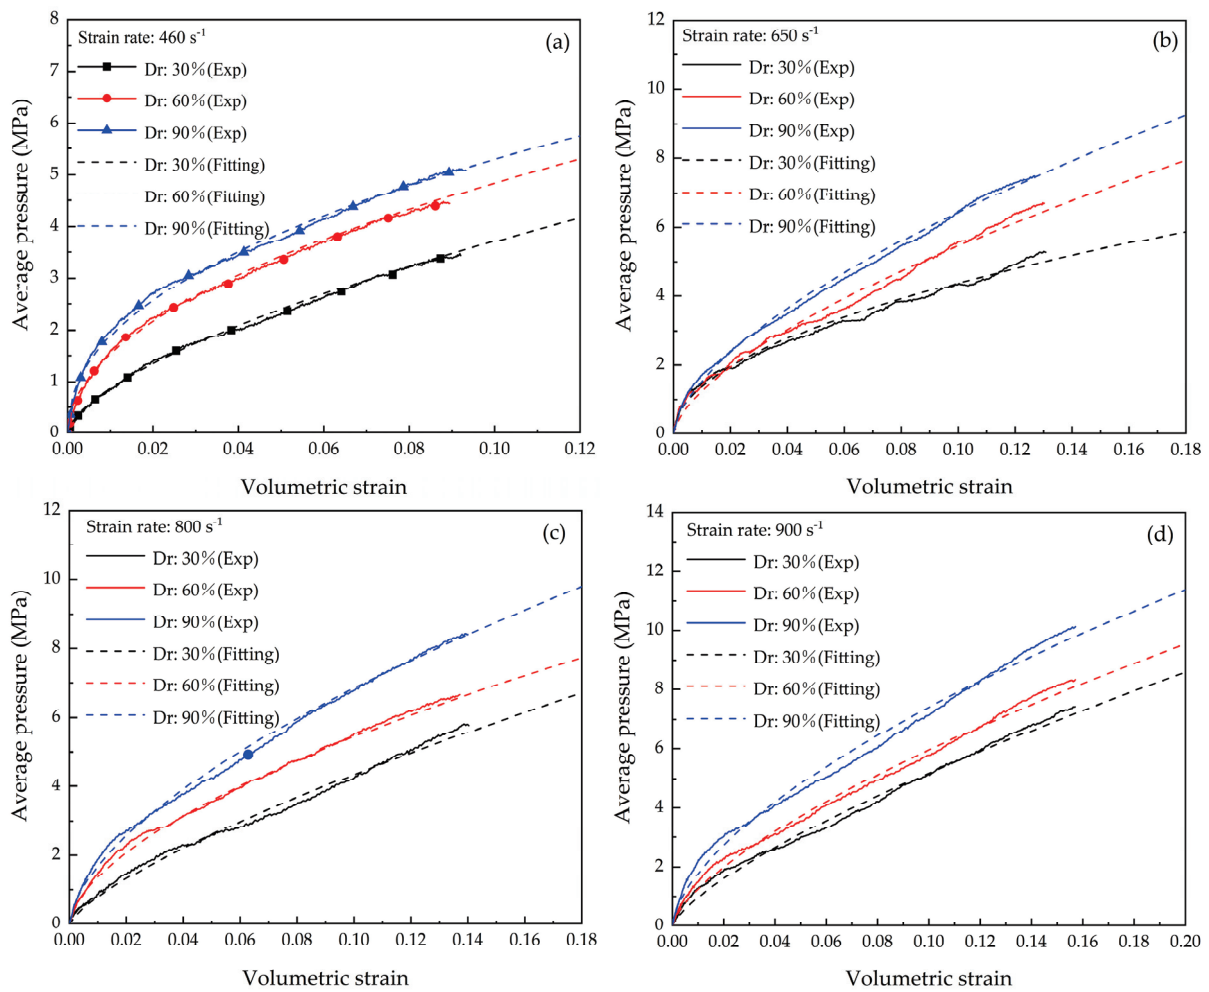 Strain rate: 460 s⁻¹
(a)
Dr: 30%(Exp)
Dr: 60%(Exp)
Dr: 90%(Exp)
Dr: 30%(Fitting)
Dr: 60%(Fitting)
Dr: 90%(Fitting)
8
7
6
5
4
3
2
1
0
0.00 0.02 0.04 0.06 0.08 0.10 0.12
Average pressure (MPa)
Volumetric strain
Strain rate: 650 s⁻¹
(b)
Dr: 30%(Exp)
Dr: 60%(Exp)
Dr: 90%(Exp)
Dr: 30%(Fitting)
Dr: 60%(Fitting)
Dr: 90%(Fitting)
12
10
8
6
4
2
0
0.00 0.02 0.04 0.06 0.08 0.10 0.12 0.14 0.16 0.18
Average pressure (MPa)
Volumetric strain
Strain rate: 800 s⁻¹
(c)
Dr: 30%(Exp)
Dr: 60%(Exp)
Dr: 90%(Exp)
Dr: 30%(Fitting)
Dr: 60%(Fitting)
Dr: 90%(Fitting)
12
10
8
6
4
2
0
0.00 0.02 0.04 0.06 0.08 0.10 0.12 0.14 0.16 0.18
Average pressure (MPa)
Volumetric strain
Strain rate: 900 s⁻¹
(d)
Dr: 30%(Exp)
Dr: 60%(Exp)
Dr: 90%(Exp)
Dr: 30%(Fitting)
Dr: 60%(Fitting)
Dr: 90%(Fitting)
14
12
10
8
6
4
2
0
0.00 0.02 0.04 0.06 0.08 0.10 0.12 0.14 0.16 0.18 0.20
Average pressure (MPa)
Volumetric strain